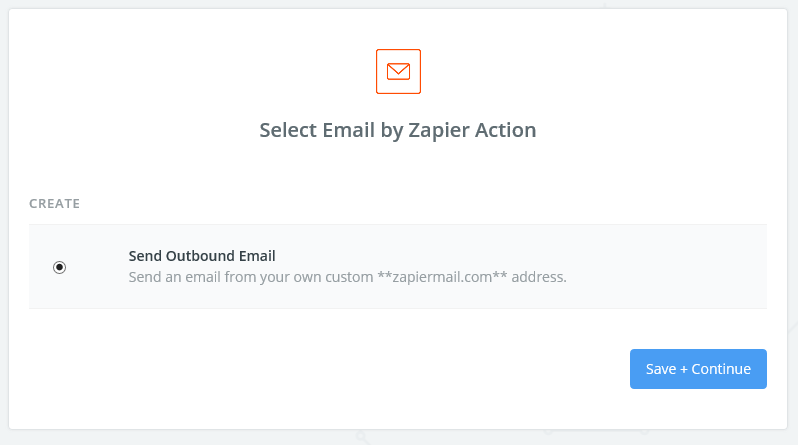 Select Email by Zapier Action
CREATE
Send Outbound Email
Send an email from your own custom **zapiermail.com** address.
Save + Continue